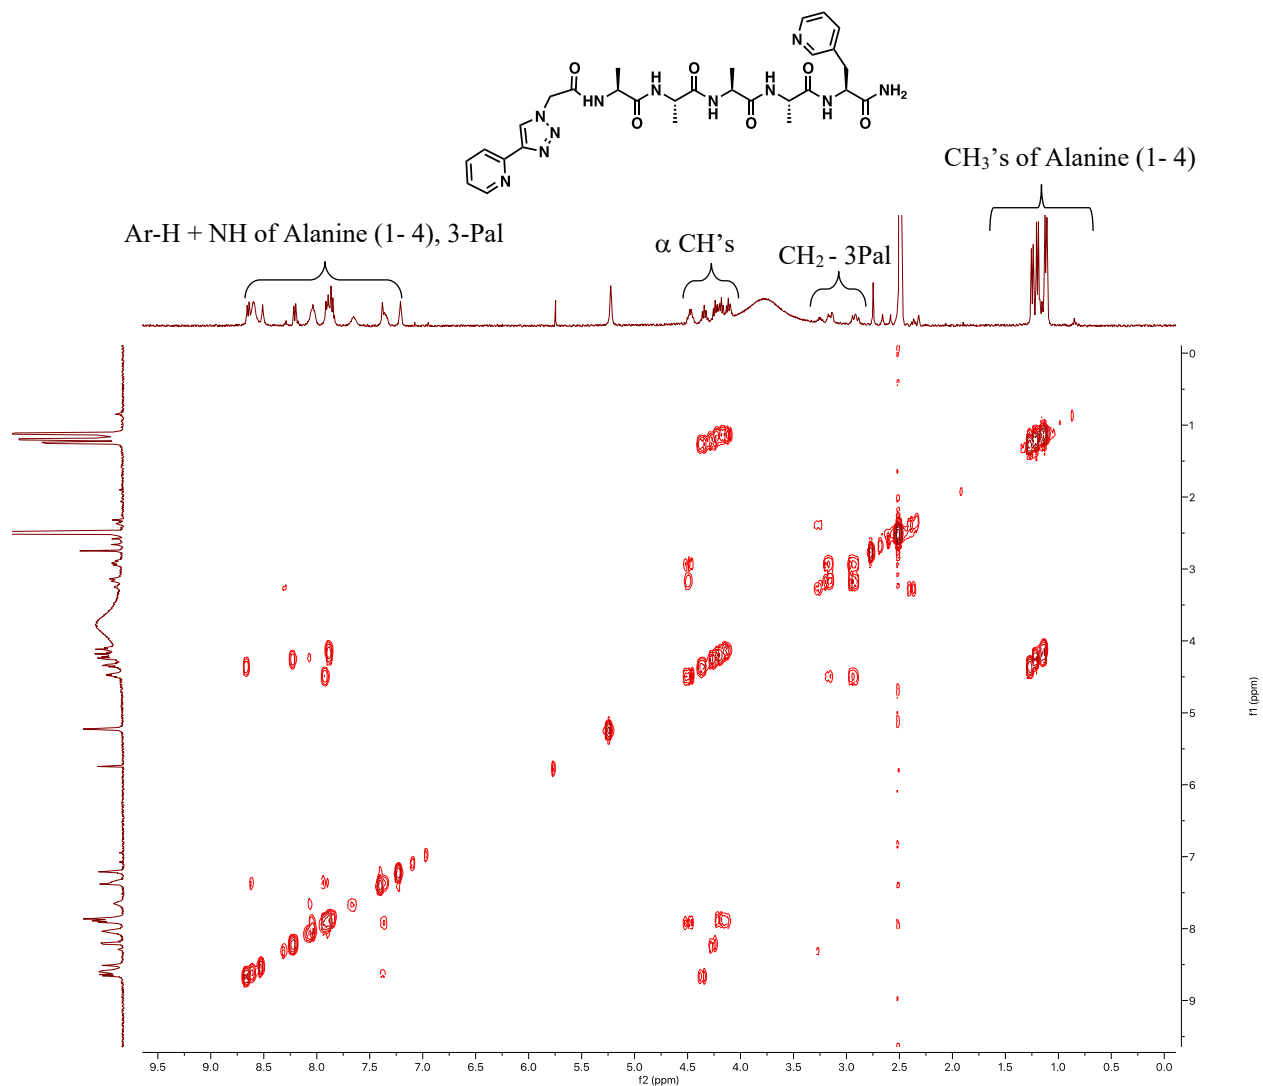 N
O
H
N
O
H
N
O
NH₂
HN
O
N
H
O
N
H
O
N
N
N
N
CH₃'s of Alanine (1- 4)
Ar-H + NH of Alanine (1- 4), 3-Pal
α CH's
CH₂ - 3Pal
0
1
2
3
4
5
6
7
8
9
f1 (ppm)
9.5 9.0 8.5 8.0 7.5 7.0 6.5 6.0 5.5 5.0 4.5 4.0 3.5 3.0 2.5 2.0 1.5 1.0 0.5 0.0
f2 (ppm)